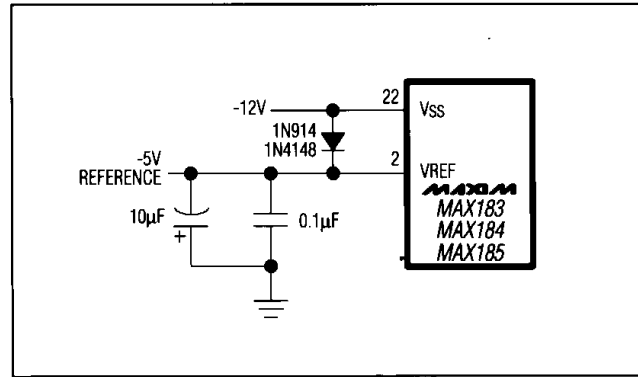 -12V
22
VSS
1N914
1N4148
-5V
REFERENCE
2
VREF
MAXIM
MAX183
MAX184
MAX185
10µF
+
0.1µF